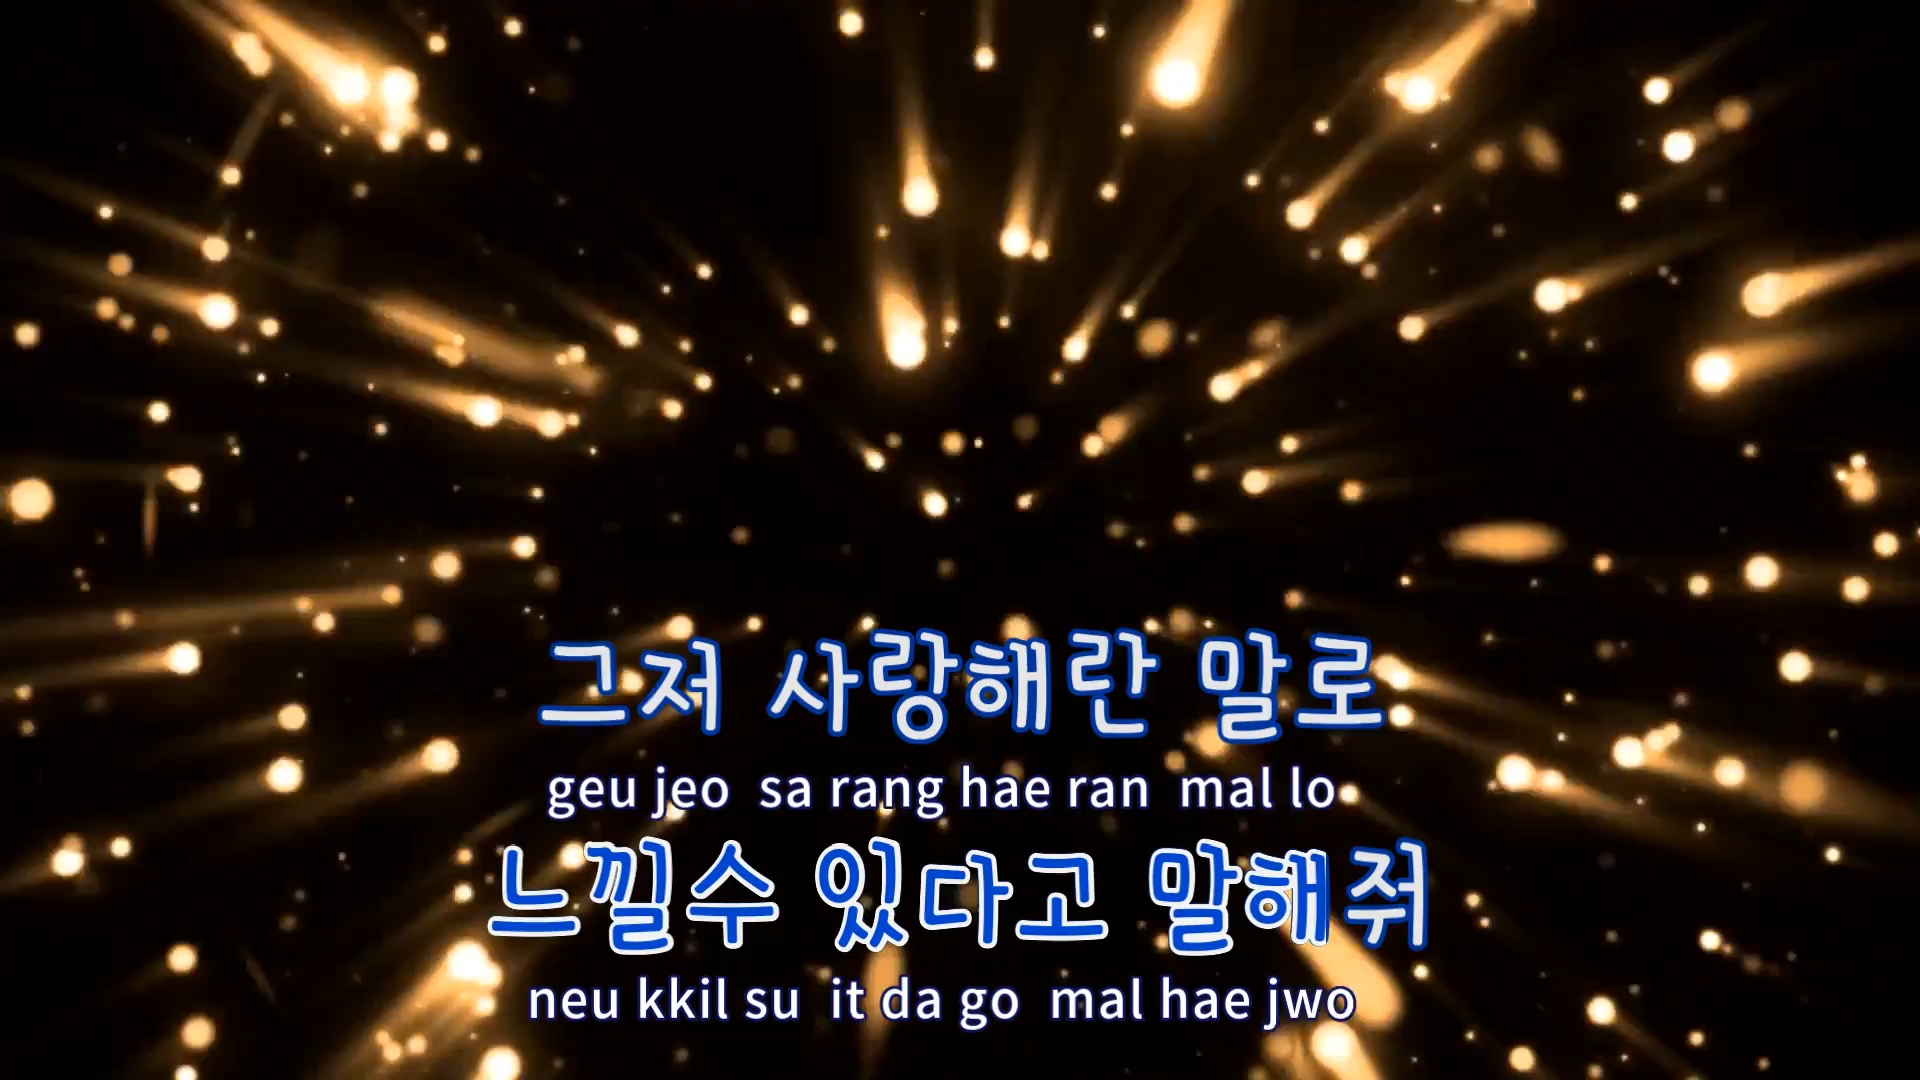 그저 사랑해란 말로
geu jeo sa rang hae ran mal lo
느낄수 있다고 말해줘
neu kkil su it da go mal hae jwo